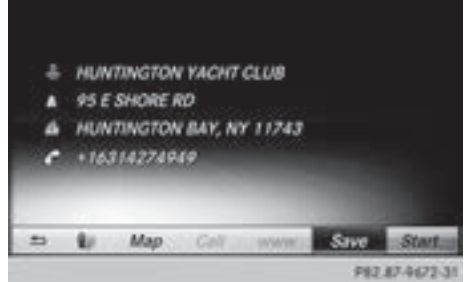 HUNTINGTON YACHT CLUB
95 E SHORE RD
HUNTINGTON BAY, NY 11743
+16314274949
Map Call www Save Start
P82.87-9672-31